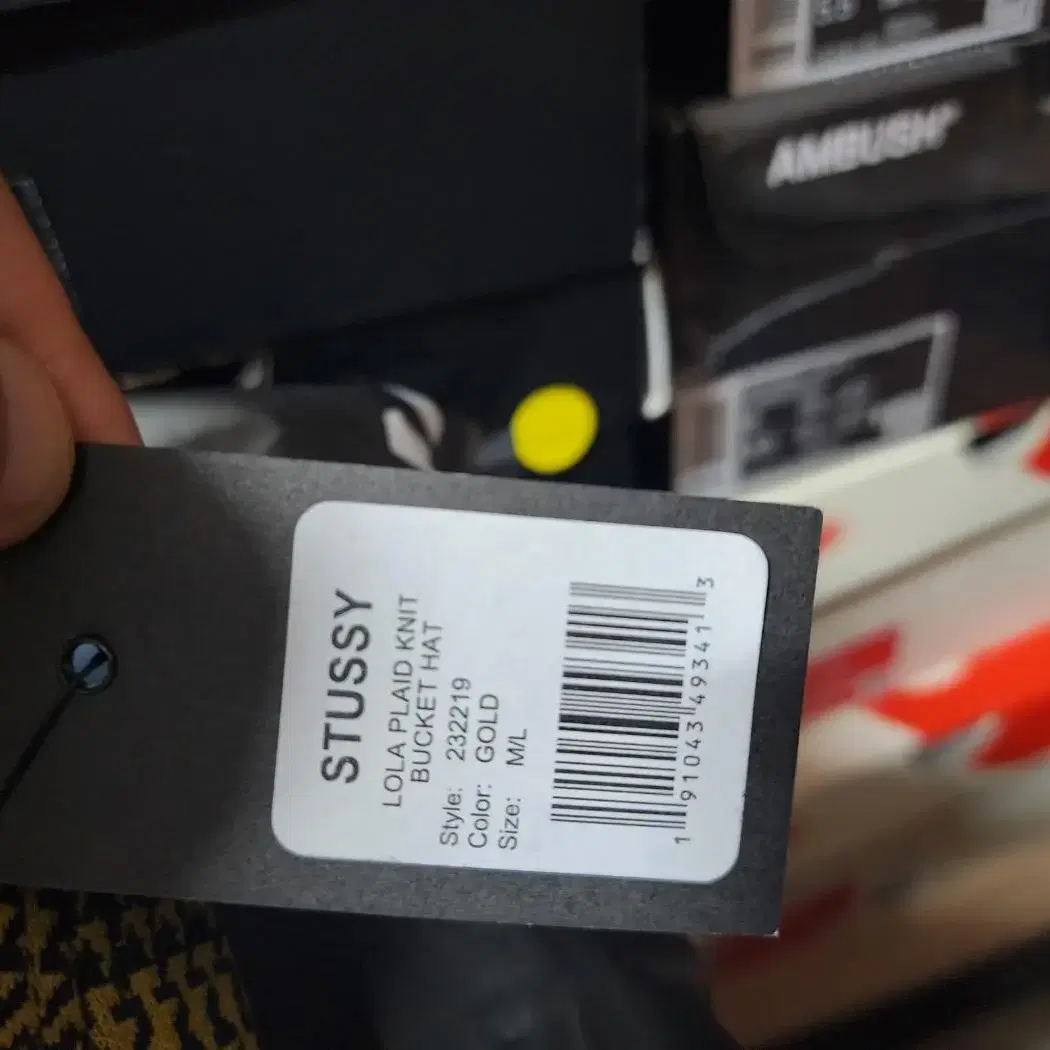 AMBUSH
STUSSY
LOLA PLAID KNIT
BUCKET HAT
Style: 232219
Color: GOLD
Size: M/L
1 91043 49341 3